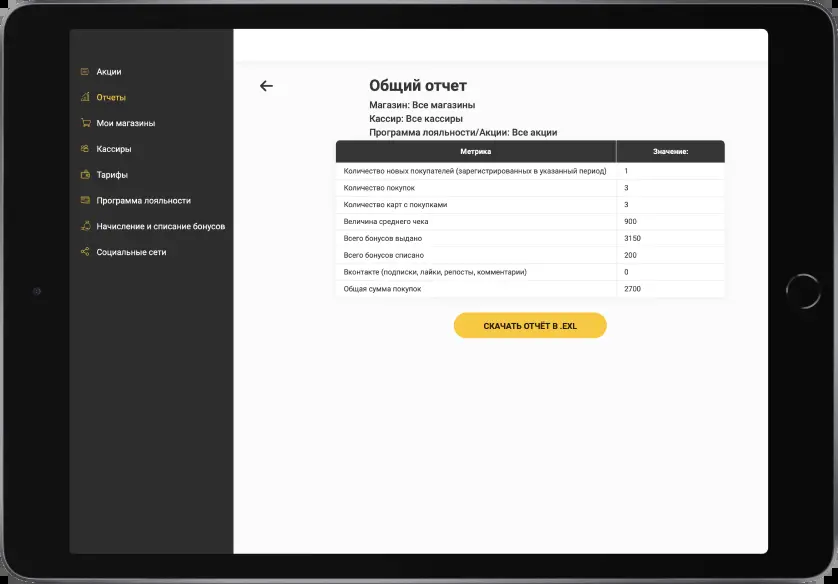 Акции
Отчеты
Мои магазины
Кассиры
Тарифы
Программа лояльности
Начисление и списание бонусов
Социальные сети
Общий отчет
Магазин: Все магазины
Кассир: Все кассиры
Программа лояльности/Акции: Все акции
Метрика Значение:
Количество новых покупателей (зарегистрированных в указанный период) 1
Количество покупок 3
Количество карт с покупками 3
Величина среднего чека 900
Всего бонусов выдано 3150
Всего бонусов списано 200
Вконтакте (подписки, лайки, репосты, комментарии) 0
Общая сумма покупок 2700
СКАЧАТЬ ОТЧЁТ В .EXL